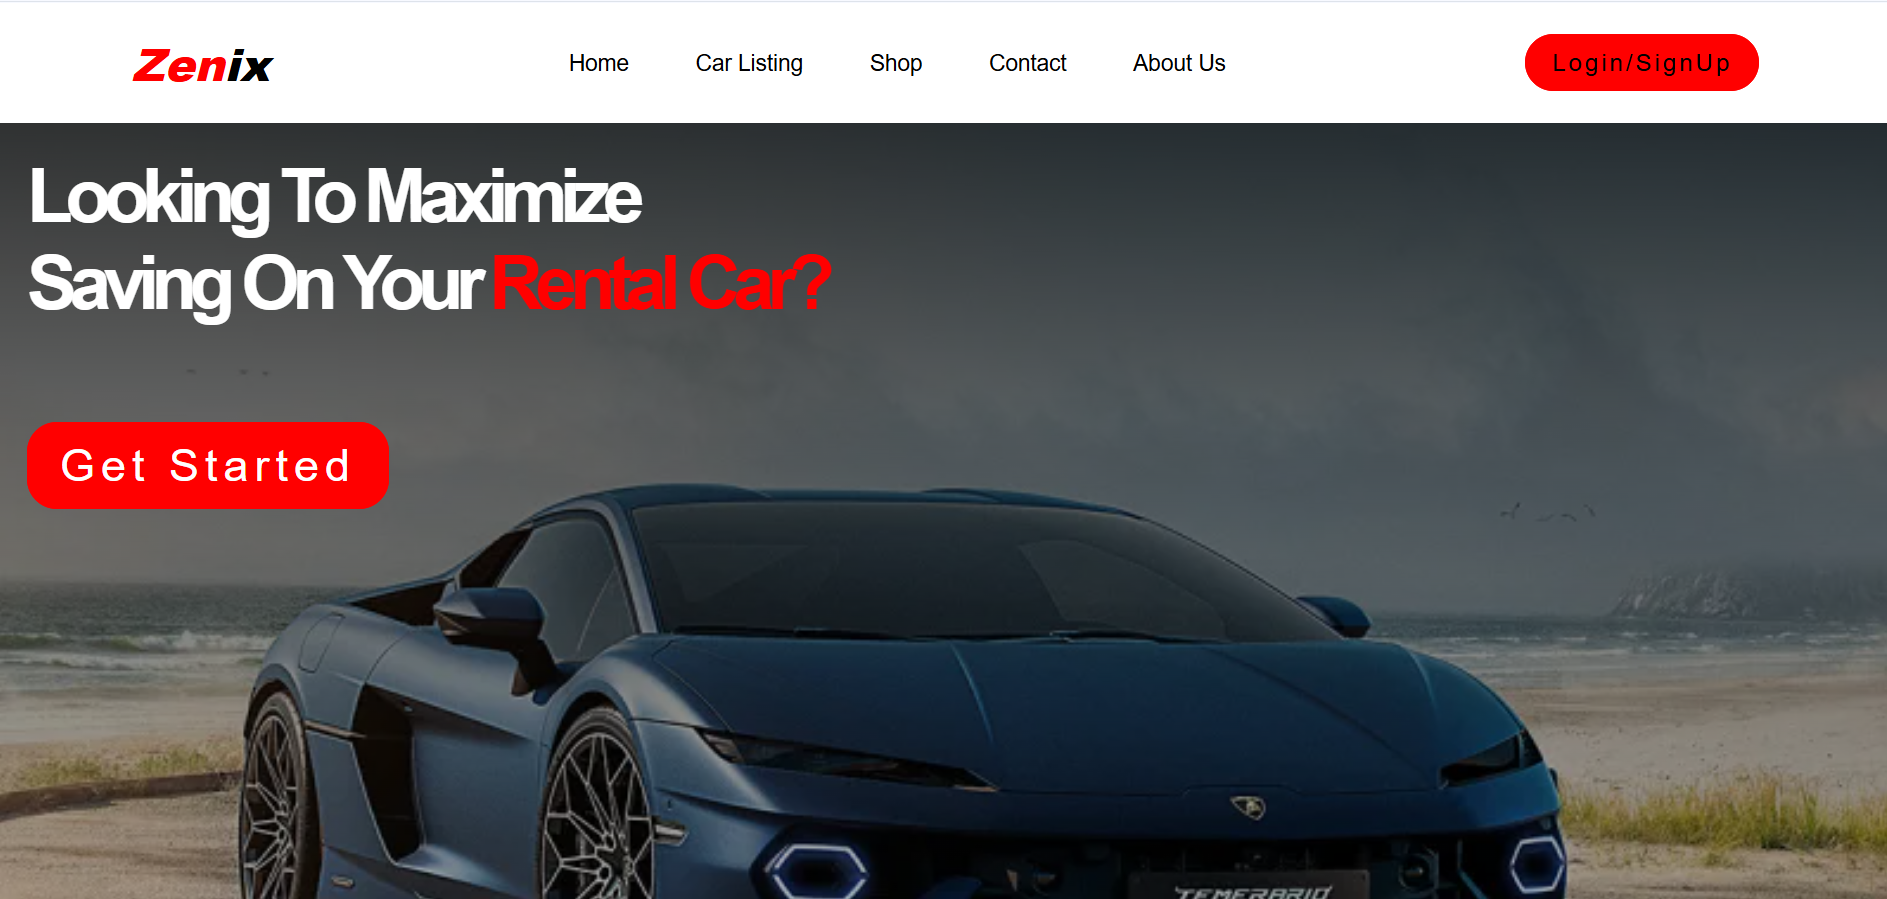 Zenix
Home
Car Listing
Shop
Contact
About Us
Login/SignUp
Looking To Maximize
Saving On Your Rental Car?
Get Started
TEMERARIO